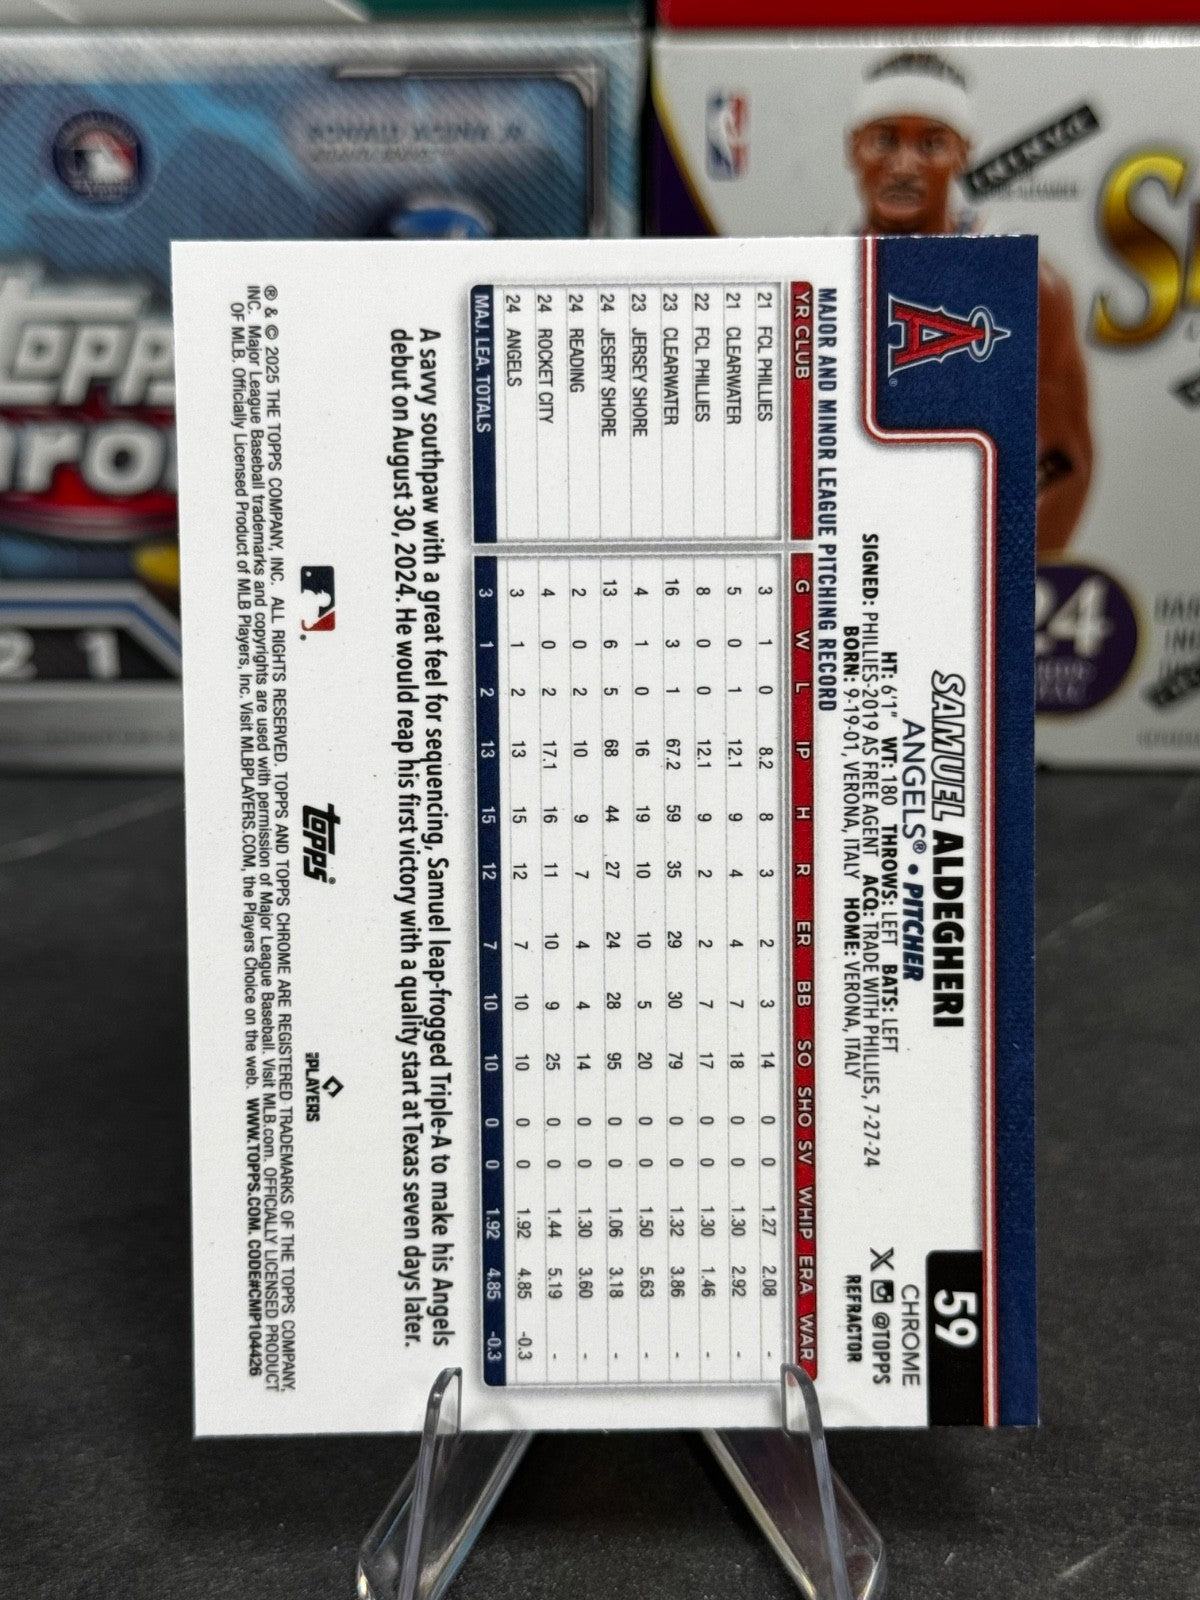 59
CHROME
@TOPPS
REFRACTOR
SAMUEL ALDEGHERI
ANGELS® • PITCHER
HT: 6'1" WT: 180 THROWS: LEFT BATS: LEFT
SIGNED: PHILLIES-2019 AS FREE AGENT ACQ: TRADE WITH PHILLIES, 7-27-24
BORN: 9-19-01, VERONA, ITALY HOME: VERONA, ITALY
MAJOR AND MINOR LEAGUE PITCHING RECORD
YR CLUB G W L IP H R ER BB SO SHO SV WHIP ERA WAR
21 FCL PHILLIES 3 1 0 8.2 8 3 2 3 14 0 0 1.27 2.08 -
21 CLEARWATER 5 0 1 12.1 9 4 4 7 18 0 0 1.30 2.92 -
22 FCL PHILLIES 8 0 0 12.1 9 2 2 7 17 0 0 1.30 1.46 -
23 CLEARWATER 16 3 1 67.2 59 35 29 30 79 0 0 1.32 3.86 -
23 JERSEY SHORE 4 1 0 16 19 10 10 5 20 0 0 1.50 5.63 -
24 JESERY SHORE 13 6 5 68 44 27 24 28 95 0 0 1.06 3.18 -
24 READING 2 0 2 10 9 7 4 4 14 0 0 1.30 3.60 -
24 ROCKET CITY 4 0 2 17.1 16 11 10 9 25 0 0 1.44 5.19 -
24 ANGELS 3 1 2 13 15 12 7 10 10 0 0 1.92 4.85 -0.3
MAJ. LEA. TOTALS 3 1 2 13 15 12 7 10 10 0 0 1.92 4.85 -0.3
A savvy southpaw with a great feel for sequencing, Samuel leap-frogged Triple-A to make his Angels
debut on August 30, 2024. He would reap his first victory with a quality start at Texas seven days later.
topps®
PLAYERS
® & © 2025 THE TOPPS COMPANY, INC. ALL RIGHTS RESERVED. TOPPS AND TOPPS CHROME ARE REGISTERED TRADEMARKS OF THE TOPPS COMPANY,
INC. Major League Baseball trademarks and copyrights are used with permission of Major League Baseball. Visit MLB.com. OFFICIALLY LICENSED PRODUCT
OF MLB. Officially Licensed Product of MLB Players, Inc. Visit MLBPLAYERS.COM, the Players Choice on the web. WWW.TOPPS.COM. CODE#CMP104426